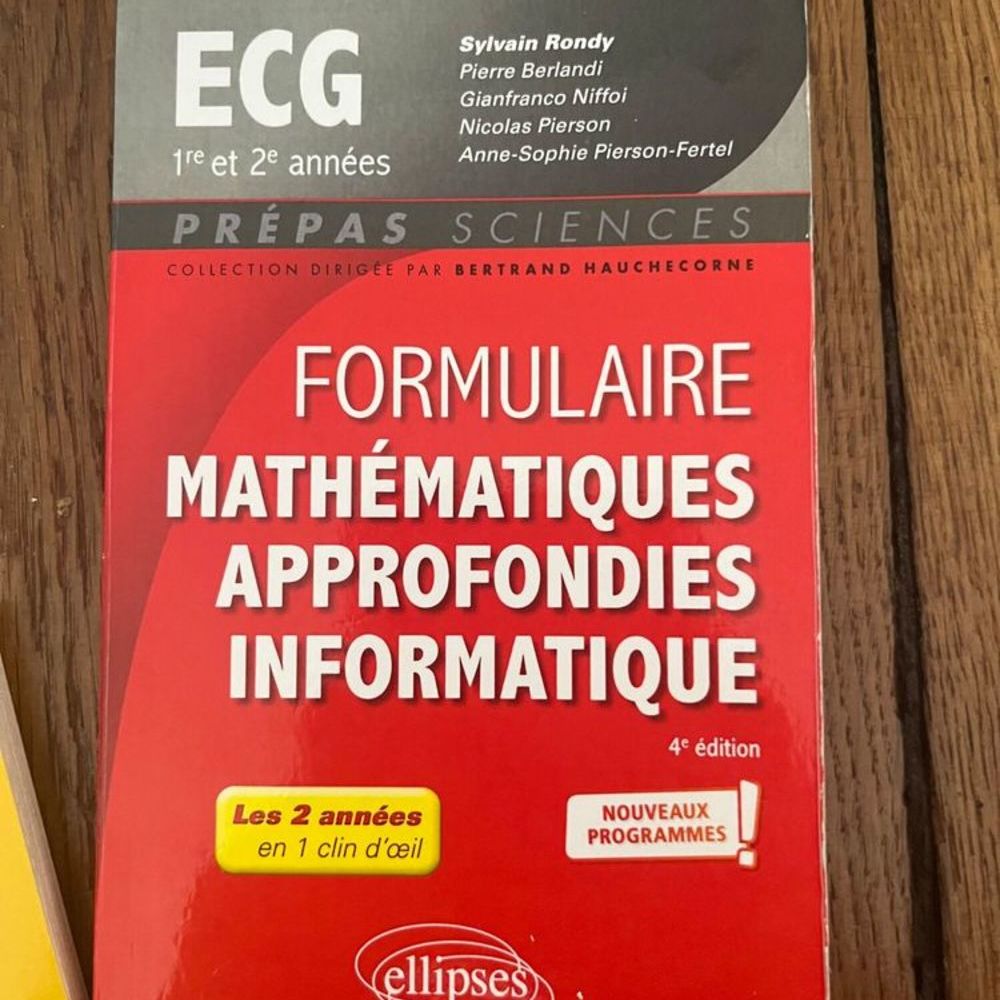 ECG
1re et 2e années
Sylvain Rondy
Pierre Berlandi
Gianfranco Niffoi
Nicolas Pierson
Anne-Sophie Pierson-Fertel
PRÉPAS SCIENCES
COLLECTION DIRIGÉE PAR BERTRAND HAUCHECORNE
FORMULAIRE
MATHÉMATIQUES
APPROFONDIES
INFORMATIQUE
4e édition
Les 2 années
en 1 clin d'œil
NOUVEAUX
PROGRAMMES !
ellipses